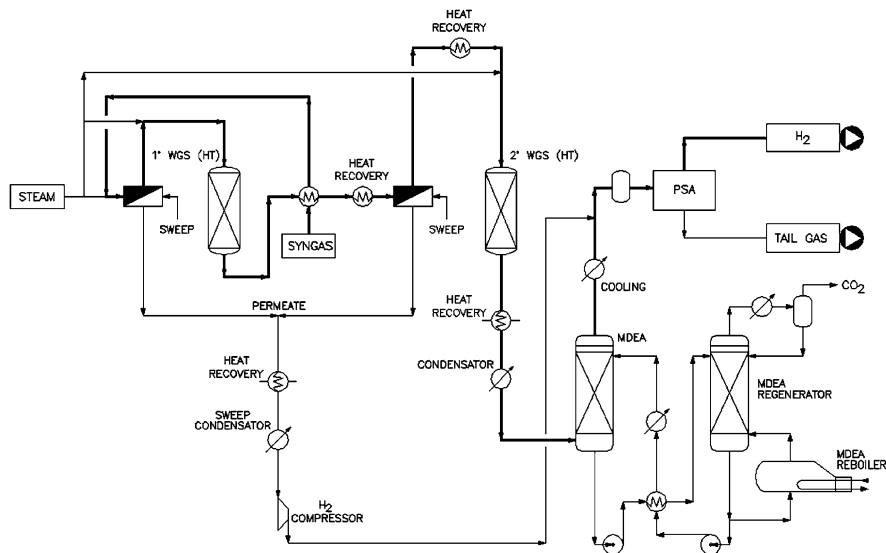 HEAT
RECOVERY
1° WGS (HT)
HEAT
RECOVERY
2° WGS (HT)
H2
STEAM
PSA
SWEEP
SYNGAS
SWEEP
TAIL GAS
COOLING
CO2
PERMEATE
HEAT
RECOVERY
MDEA
HEAT
RECOVERY
CONDENSATOR
MDEA
REGENERATOR
SWEEP
CONDENSATOR
MDEA
REBOILER
H2
COMPRESSOR